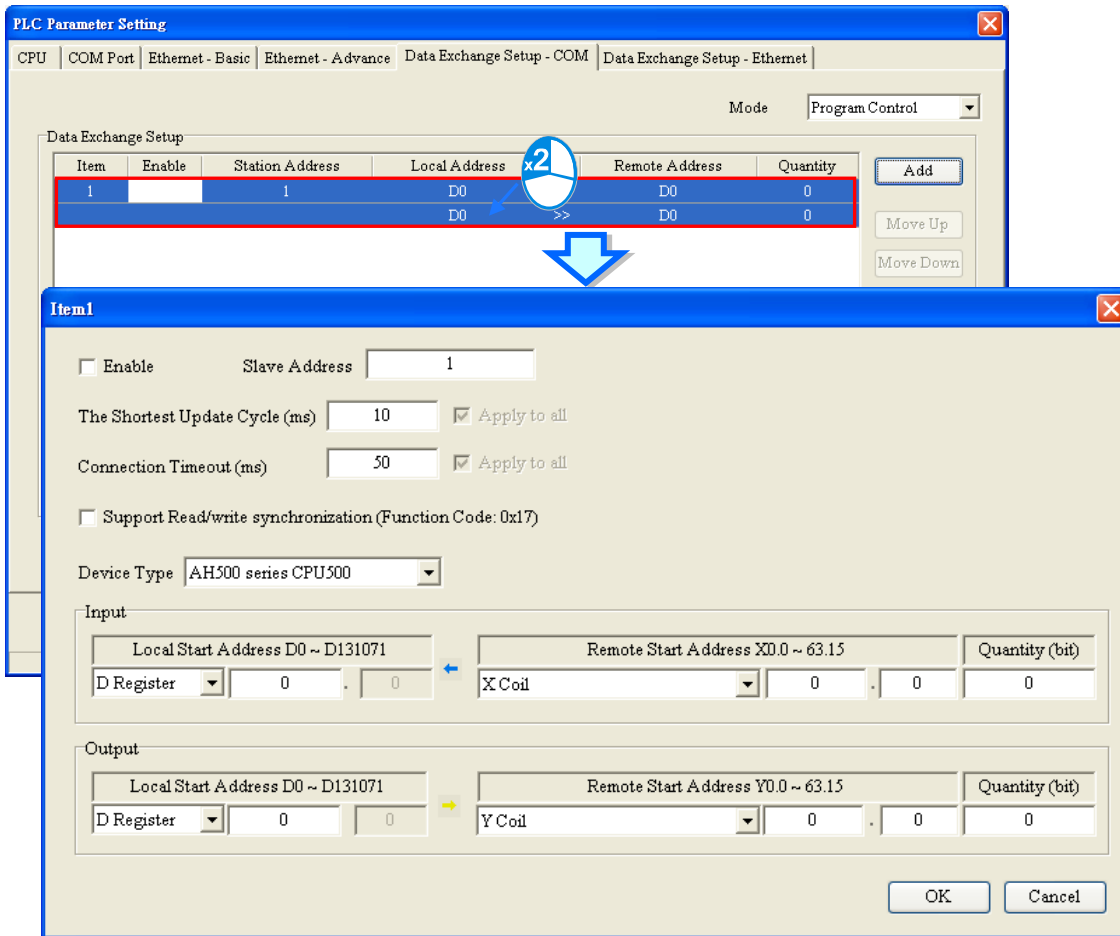 PLC Parameter Setting
CPU COM Port Ethernet - Basic Ethernet - Advance Data Exchange Setup - COM Data Exchange Setup - Ethernet
Mode Program Control
Data Exchange Setup
Item Enable Station Address Local Address Remote Address Quantity
x2
Add
1 1 D0 D0 0
D0 >> D0 0
Move Up
Move Down
Item1
Enable Slave Address 1
The Shortest Update Cycle (ms) 10 Apply to all
Connection Timeout (ms) 50 Apply to all
Support Read/write synchronization (Function Code: 0x17)
Device Type AH500 series CPU500
Input
Local Start Address D0 ~ D131071 Remote Start Address X0.0 ~ 63.15 Quantity (bit)
D Register 0 . 0 X Coil 0 . 0 0
Output
Local Start Address D0 ~ D131071 Remote Start Address Y0.0 ~ 63.15 Quantity (bit)
D Register 0 0 Y Coil 0 . 0 0
OK Cancel